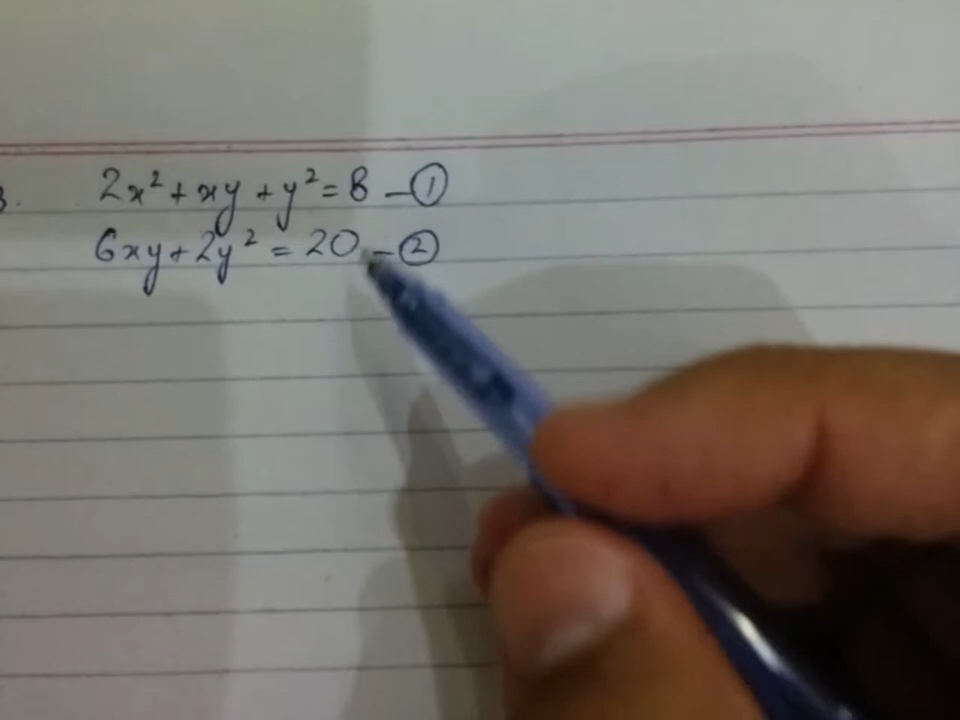 3. 2x² + xy + y² = 8 – ①
6xy + 2y² = 20 – ②